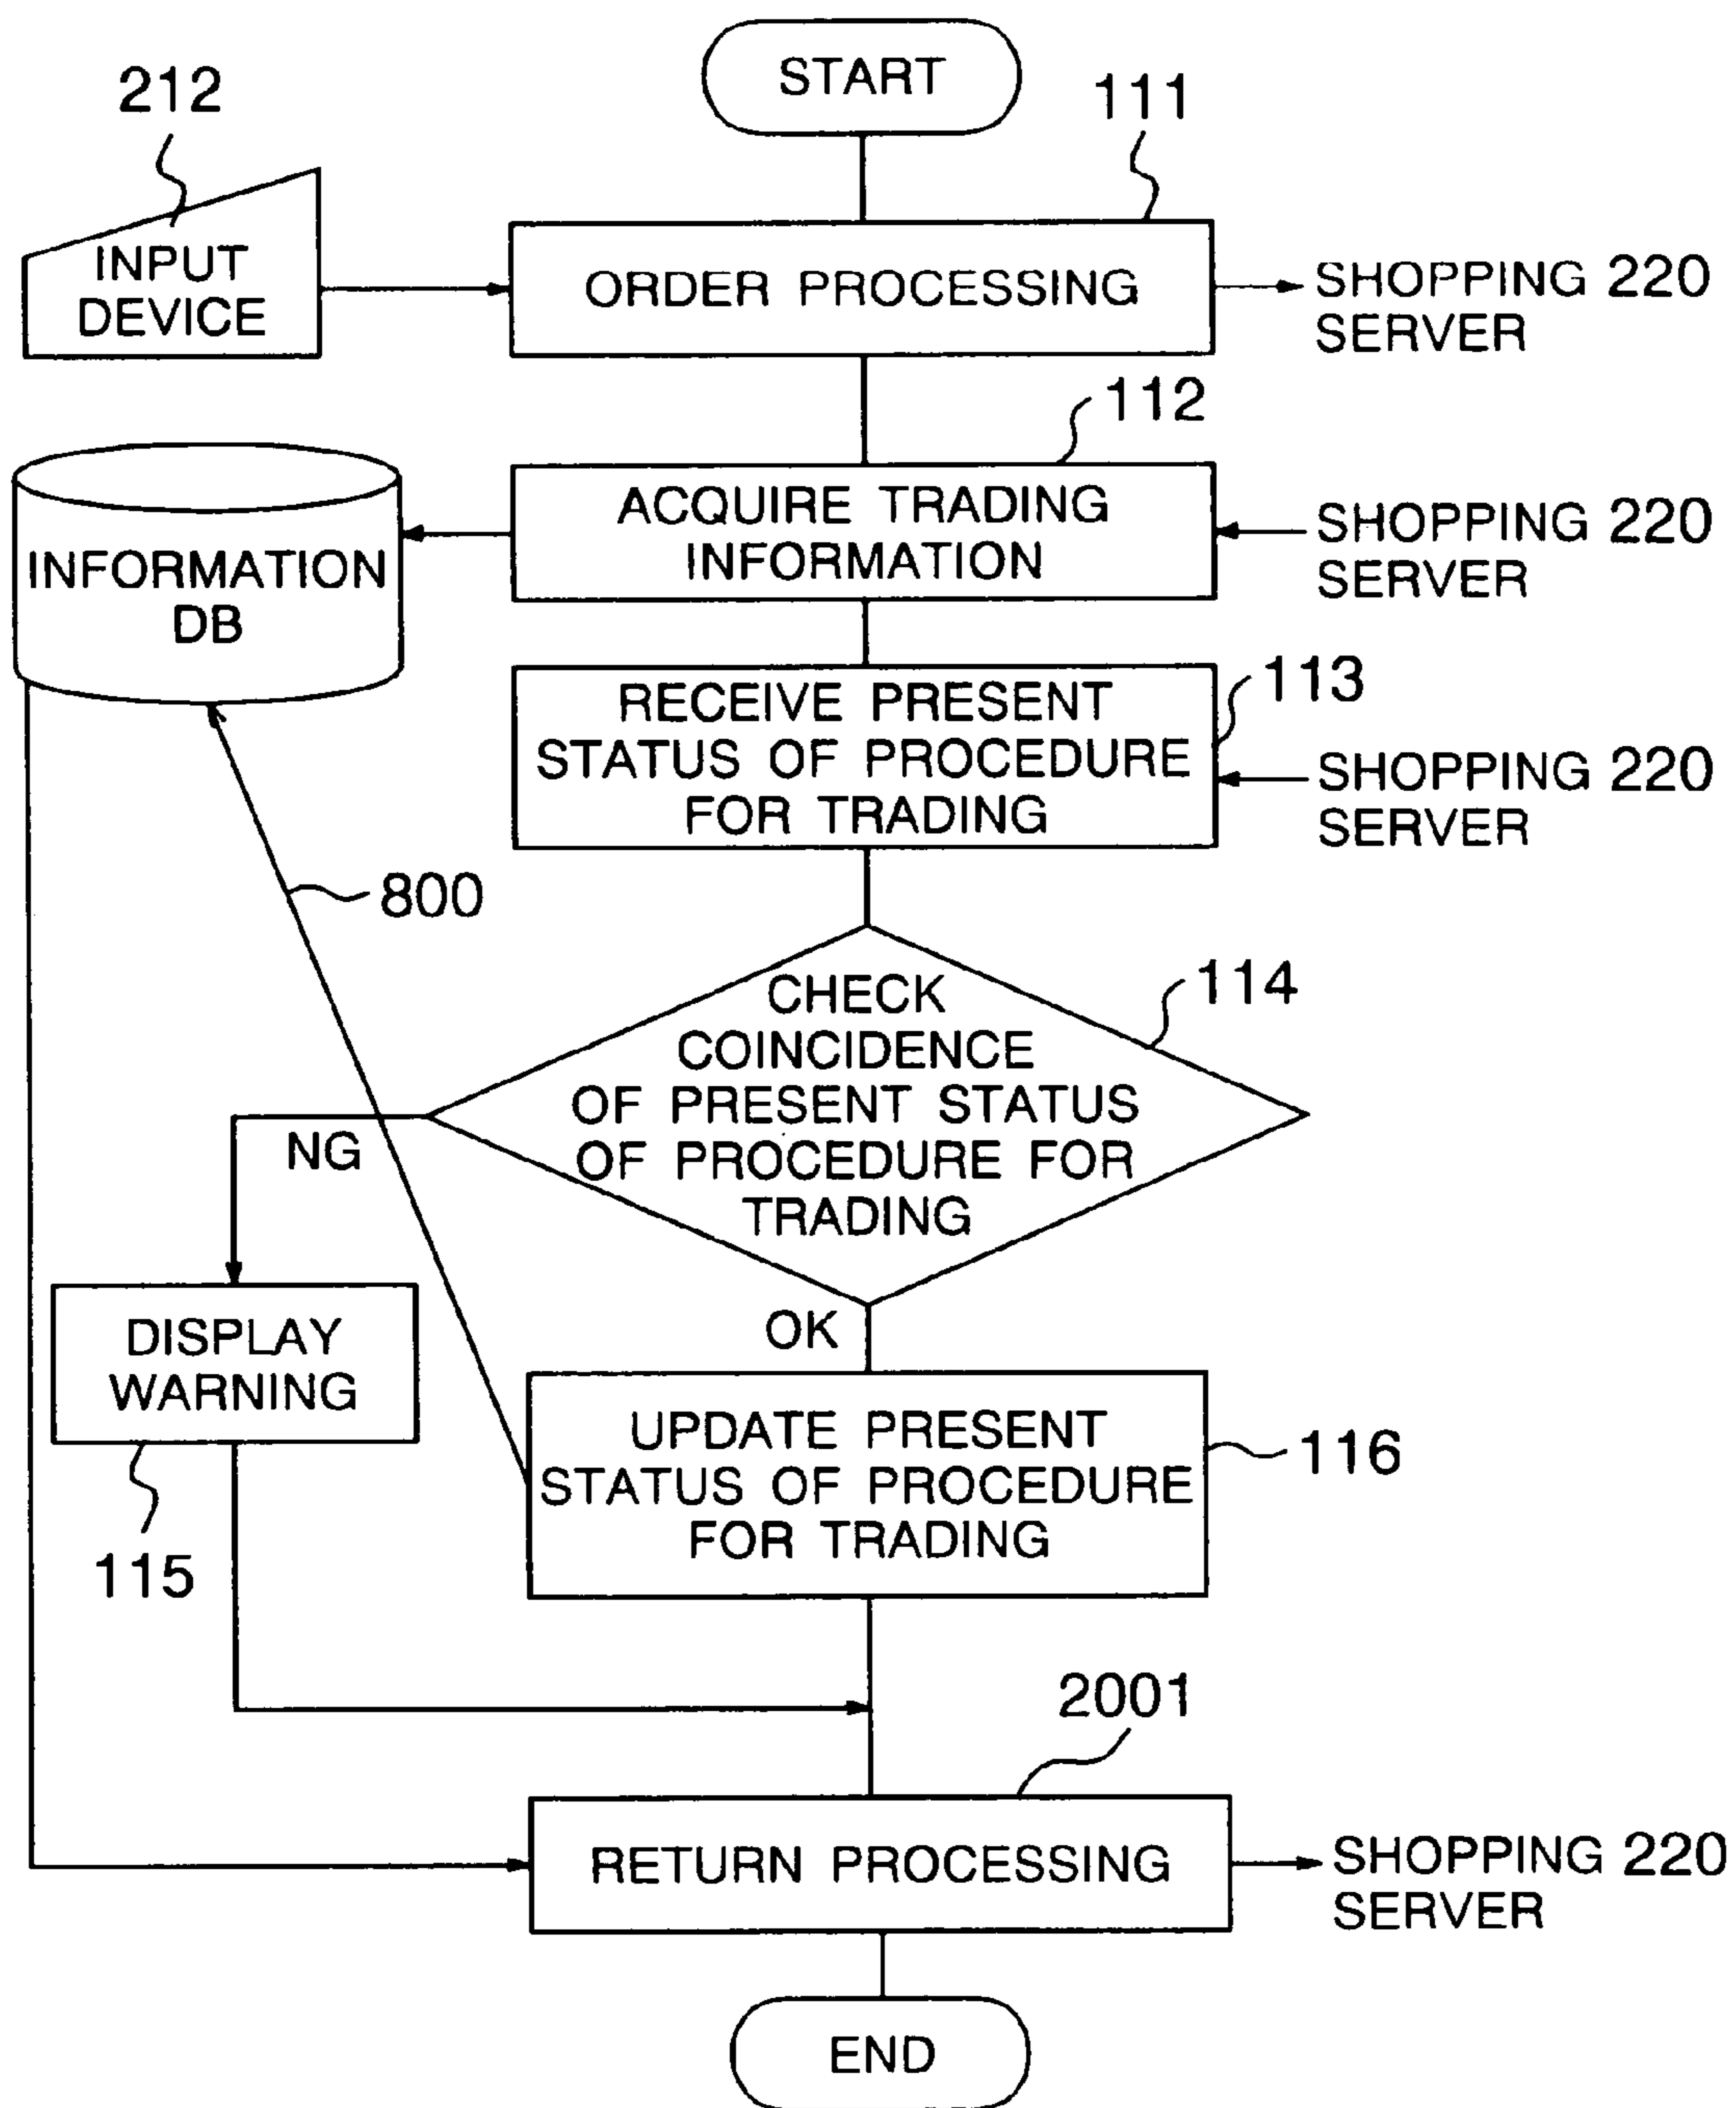 START
212
111
INPUT
DEVICE
ORDER PROCESSING
SHOPPING 220
SERVER
112
ACQUIRE TRADING
INFORMATION
SHOPPING 220
SERVER
INFORMATION
DB
113
RECEIVE PRESENT
STATUS OF PROCEDURE
FOR TRADING
SHOPPING 220
SERVER
800
114
CHECK
COINCIDENCE
OF PRESENT STATUS
OF PROCEDURE FOR
TRADING
NG
OK
DISPLAY
WARNING
115
UPDATE PRESENT
STATUS OF PROCEDURE
FOR TRADING
116
2001
RETURN PROCESSING
SHOPPING 220
SERVER
END